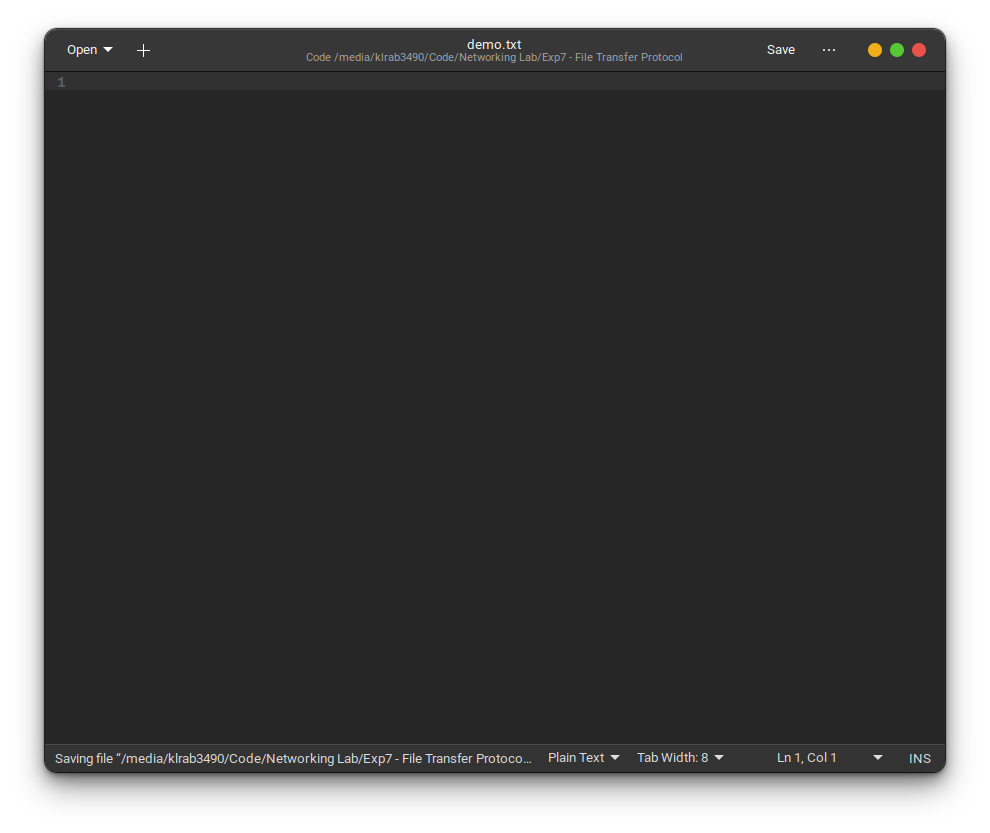 Open
demo.txt
Code /media/klrab3490/Code/Networking Lab/Exp7 - File Transfer Protocol
Save
1
Saving file “/media/klrab3490/Code/Networking Lab/Exp7 - File Transfer Protoco... Plain Text Tab Width: 8 Ln 1, Col 1 INS